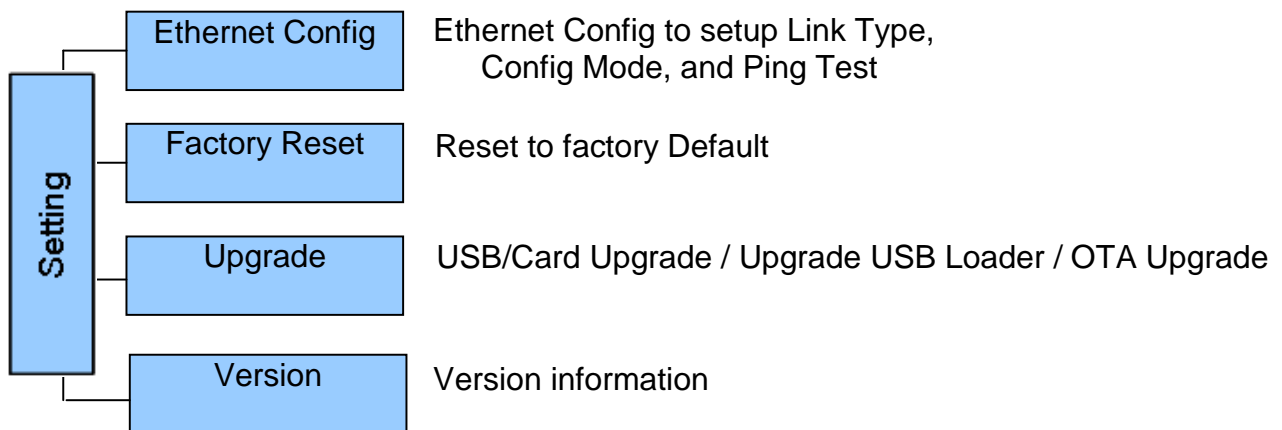 Setting
Ethernet Config
Ethernet Config to setup Link Type,
Config Mode, and Ping Test
Factory Reset
Reset to factory Default
Upgrade
USB/Card Upgrade / Upgrade USB Loader / OTA Upgrade
Version
Version information